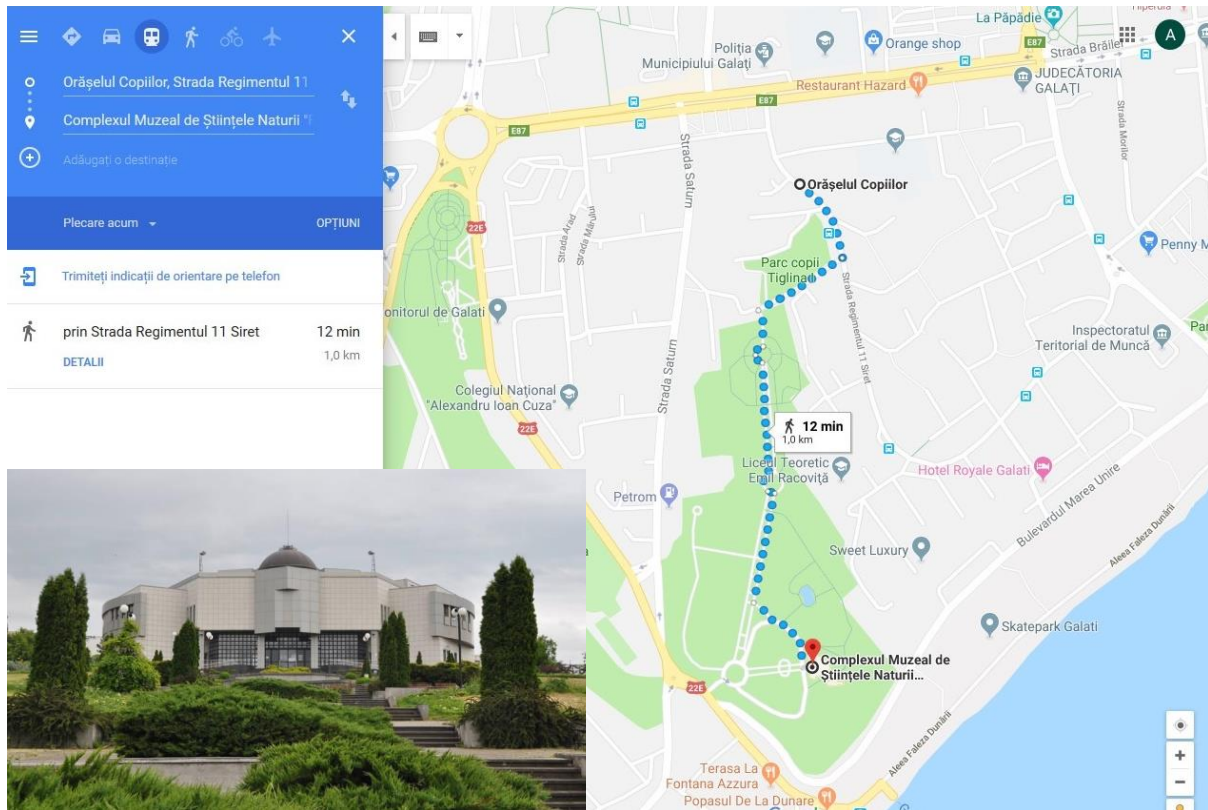 Orășelul Copiilor, Strada Regimentul 11
Complexul Muzeal de Științele Naturii "
Adăugați o destinație
Plecare acum
OPȚIUNI
Trimiteți indicații de orientare pe telefon
prin Strada Regimentul 11 Siret
12 min
DETALII
1,0 km
La Păpădie
A
E87
Strada Brăilei
Poliția
Municipiului Galați
Orange shop
JUDECĂTORIA
GALAȚI
Restaurant Hazard
E87
E87
Strada Saturn
Strada Morilor
Orășelul Copiilor
22E
Strada Arad
Penny M
Parc copii
Țiglina
onitorul de Galati
Strada Regimentul 11 Siret
Inspectoratul
Teritorial de Muncă
Par
Strada Saturn
Colegiul Național
"Alexandru Ioan Cuza"
12 min
1,0 km
22E
Liceul Teoretic
Emil Racoviță
Hotel Royale Galati
Petrom
Bulevardul Marea Unire
Aleea Faleza Dunării
Sweet Luxury
Skatepark Galati
Complexul Muzeal de
Științele Naturii...
22E
Aleea Faleza Dunării
Terasa La
Fontana Azzura
Popasul De La Dunare